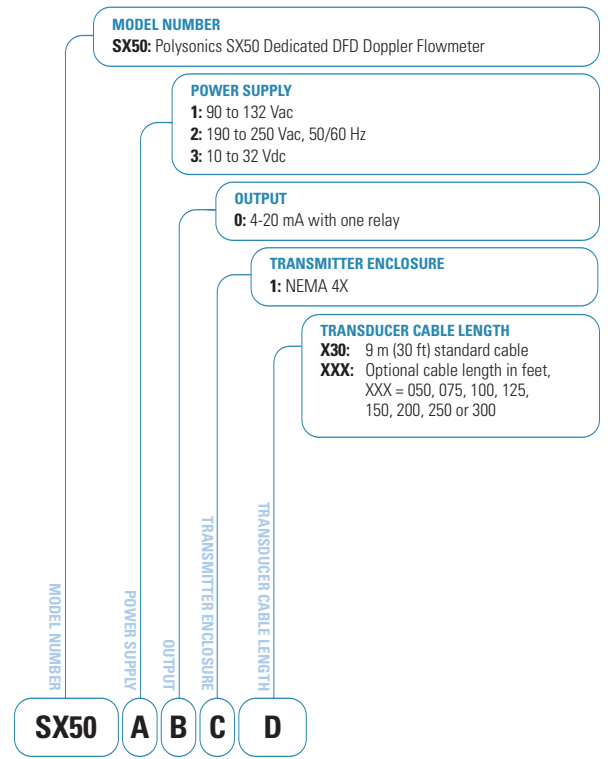 MODEL NUMBER
SX50: Polysonics SX50 Dedicated DFD Doppler Flowmeter
POWER SUPPLY
1: 90 to 132 Vac
2: 190 to 250 Vac, 50/60 Hz
3: 10 to 32 Vdc
OUTPUT
0: 4-20 mA with one relay
TRANSMITTER ENCLOSURE
1: NEMA 4X
TRANSDUCER CABLE LENGTH
X30: 9 m (30 ft) standard cable
XXX: Optional cable length in feet,
XXX = 050, 075, 100, 125,
150, 200, 250 or 300
MODEL NUMBER
POWER SUPPLY
OUTPUT
TRANSMITTER ENCLOSURE
TRANSDUCER CABLE LENGTH
SX50 A B C D